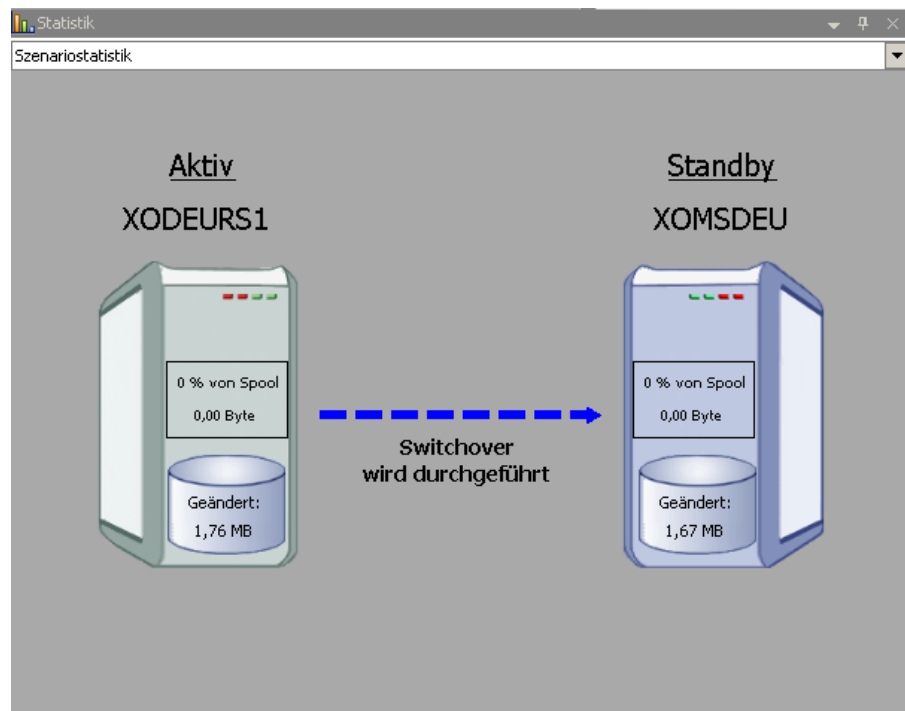 Statistik
Szenariostatistik
Aktiv
Standby
XODEURS1
XOMSDEU
0 % von Spool
0,00 Byte
0 % von Spool
0,00 Byte
Switchover
wird durchgeführt
Geändert:
1,76 MB
Geändert:
1,67 MB